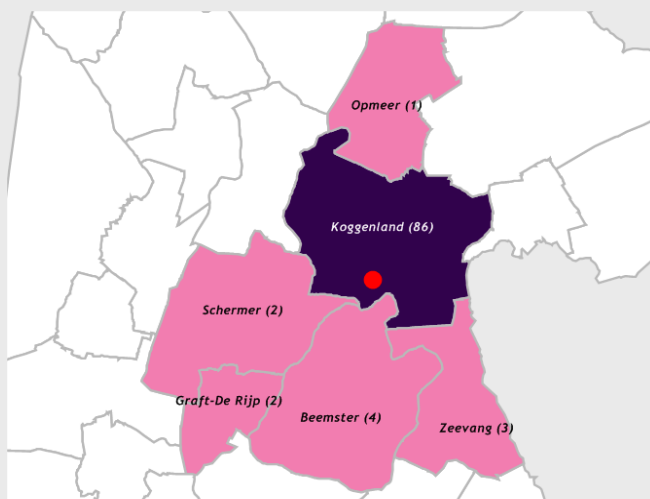 Opmeer (1)
Koggenland (86)
Schermer (2)
Graft-De Rijp (2)
Beemster (4)
Zeevang (3)